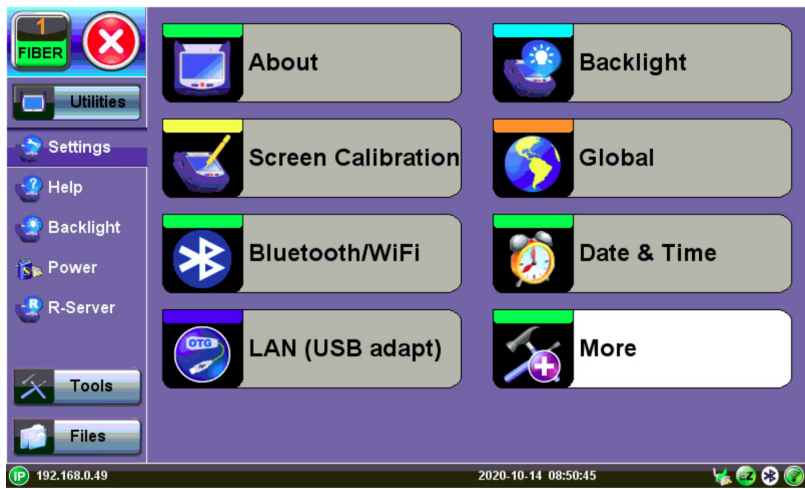 1
FIBER
Utilities
Settings
Help
Backlight
Power
R-Server
Tools
Files
About
Backlight
Screen Calibration
Global
Bluetooth/WiFi
Date & Time
OTG
LAN (USB adapt)
More
IP 192.168.0.49
2020-10-14 08:50:45
EZ